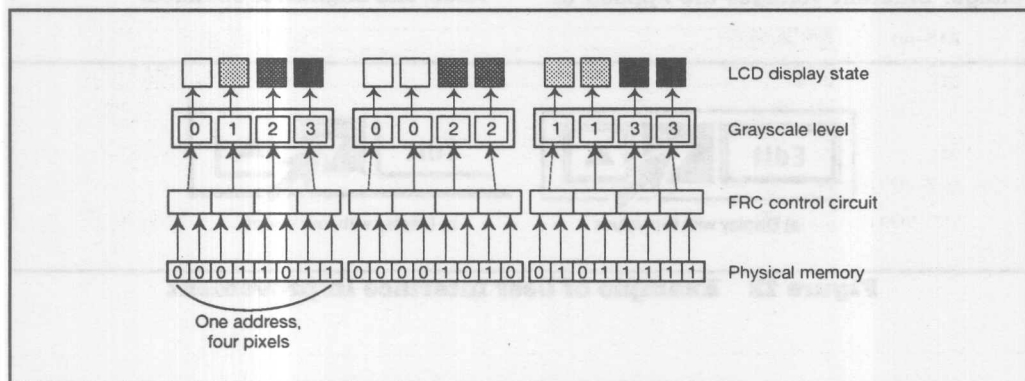 LCD display state
0 1 2 3 0 0 2 2 1 1 3 3 Grayscale level
FRC control circuit
0 0 0 1 1 0 1 1 0 0 0 0 1 0 1 0 0 1 0 1 1 1 1 1 Physical memory
One address,
four pixels